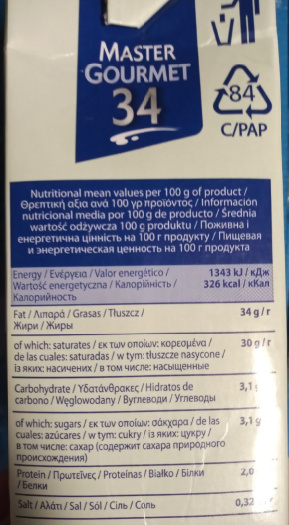 MASTER
GOURMET
34
84
C/PAP
Nutritional mean values per 100 g of product /
Θρεπτική αξία ανά 100 γρ προϊόντος / Información
nutricional media por 100 g de producto / Średnia
wartość odżywcza 100 g produktu / Поживна і
енергетична цінність на 100 г продукту / Пищевая
и энергетическая ценность на 100 г продукта
Energy / Ενέργεια / Valor energético / 1343 kJ / кДж
Wartość energetyczna / Калорійність / 326 kcal / кКал
Калорийность
Fat / Λιπαρά / Grasas / Tłuszcz / 34 g / г
Жири / Жиры
of which: saturates / εκ των οποίων: κορεσμένα / 30 g / г
de las cuales: saturadas / w tym: tłuszcze nasycone /
із яких: насичених / в том числе: насыщенные
Carbohydrate / Υδατάνθρακες / Hidratos de 3,1
carbono / Węglowodany / Вуглеводи / Углеводы
of which: sugars / εκ των οποίων: σάκχαρα / de las 3,1 g
cuales: azúcares / w tym: cukry / із яких: цукру /
в том числе: сахар (содержит сахара природного
происхождения)
Protein / Πρωτεΐνες / Proteínas / Białko / Білки 2,0
/ Белки
Salt / Αλάτι / Sal / Sól / Сіль / Соль 0,32